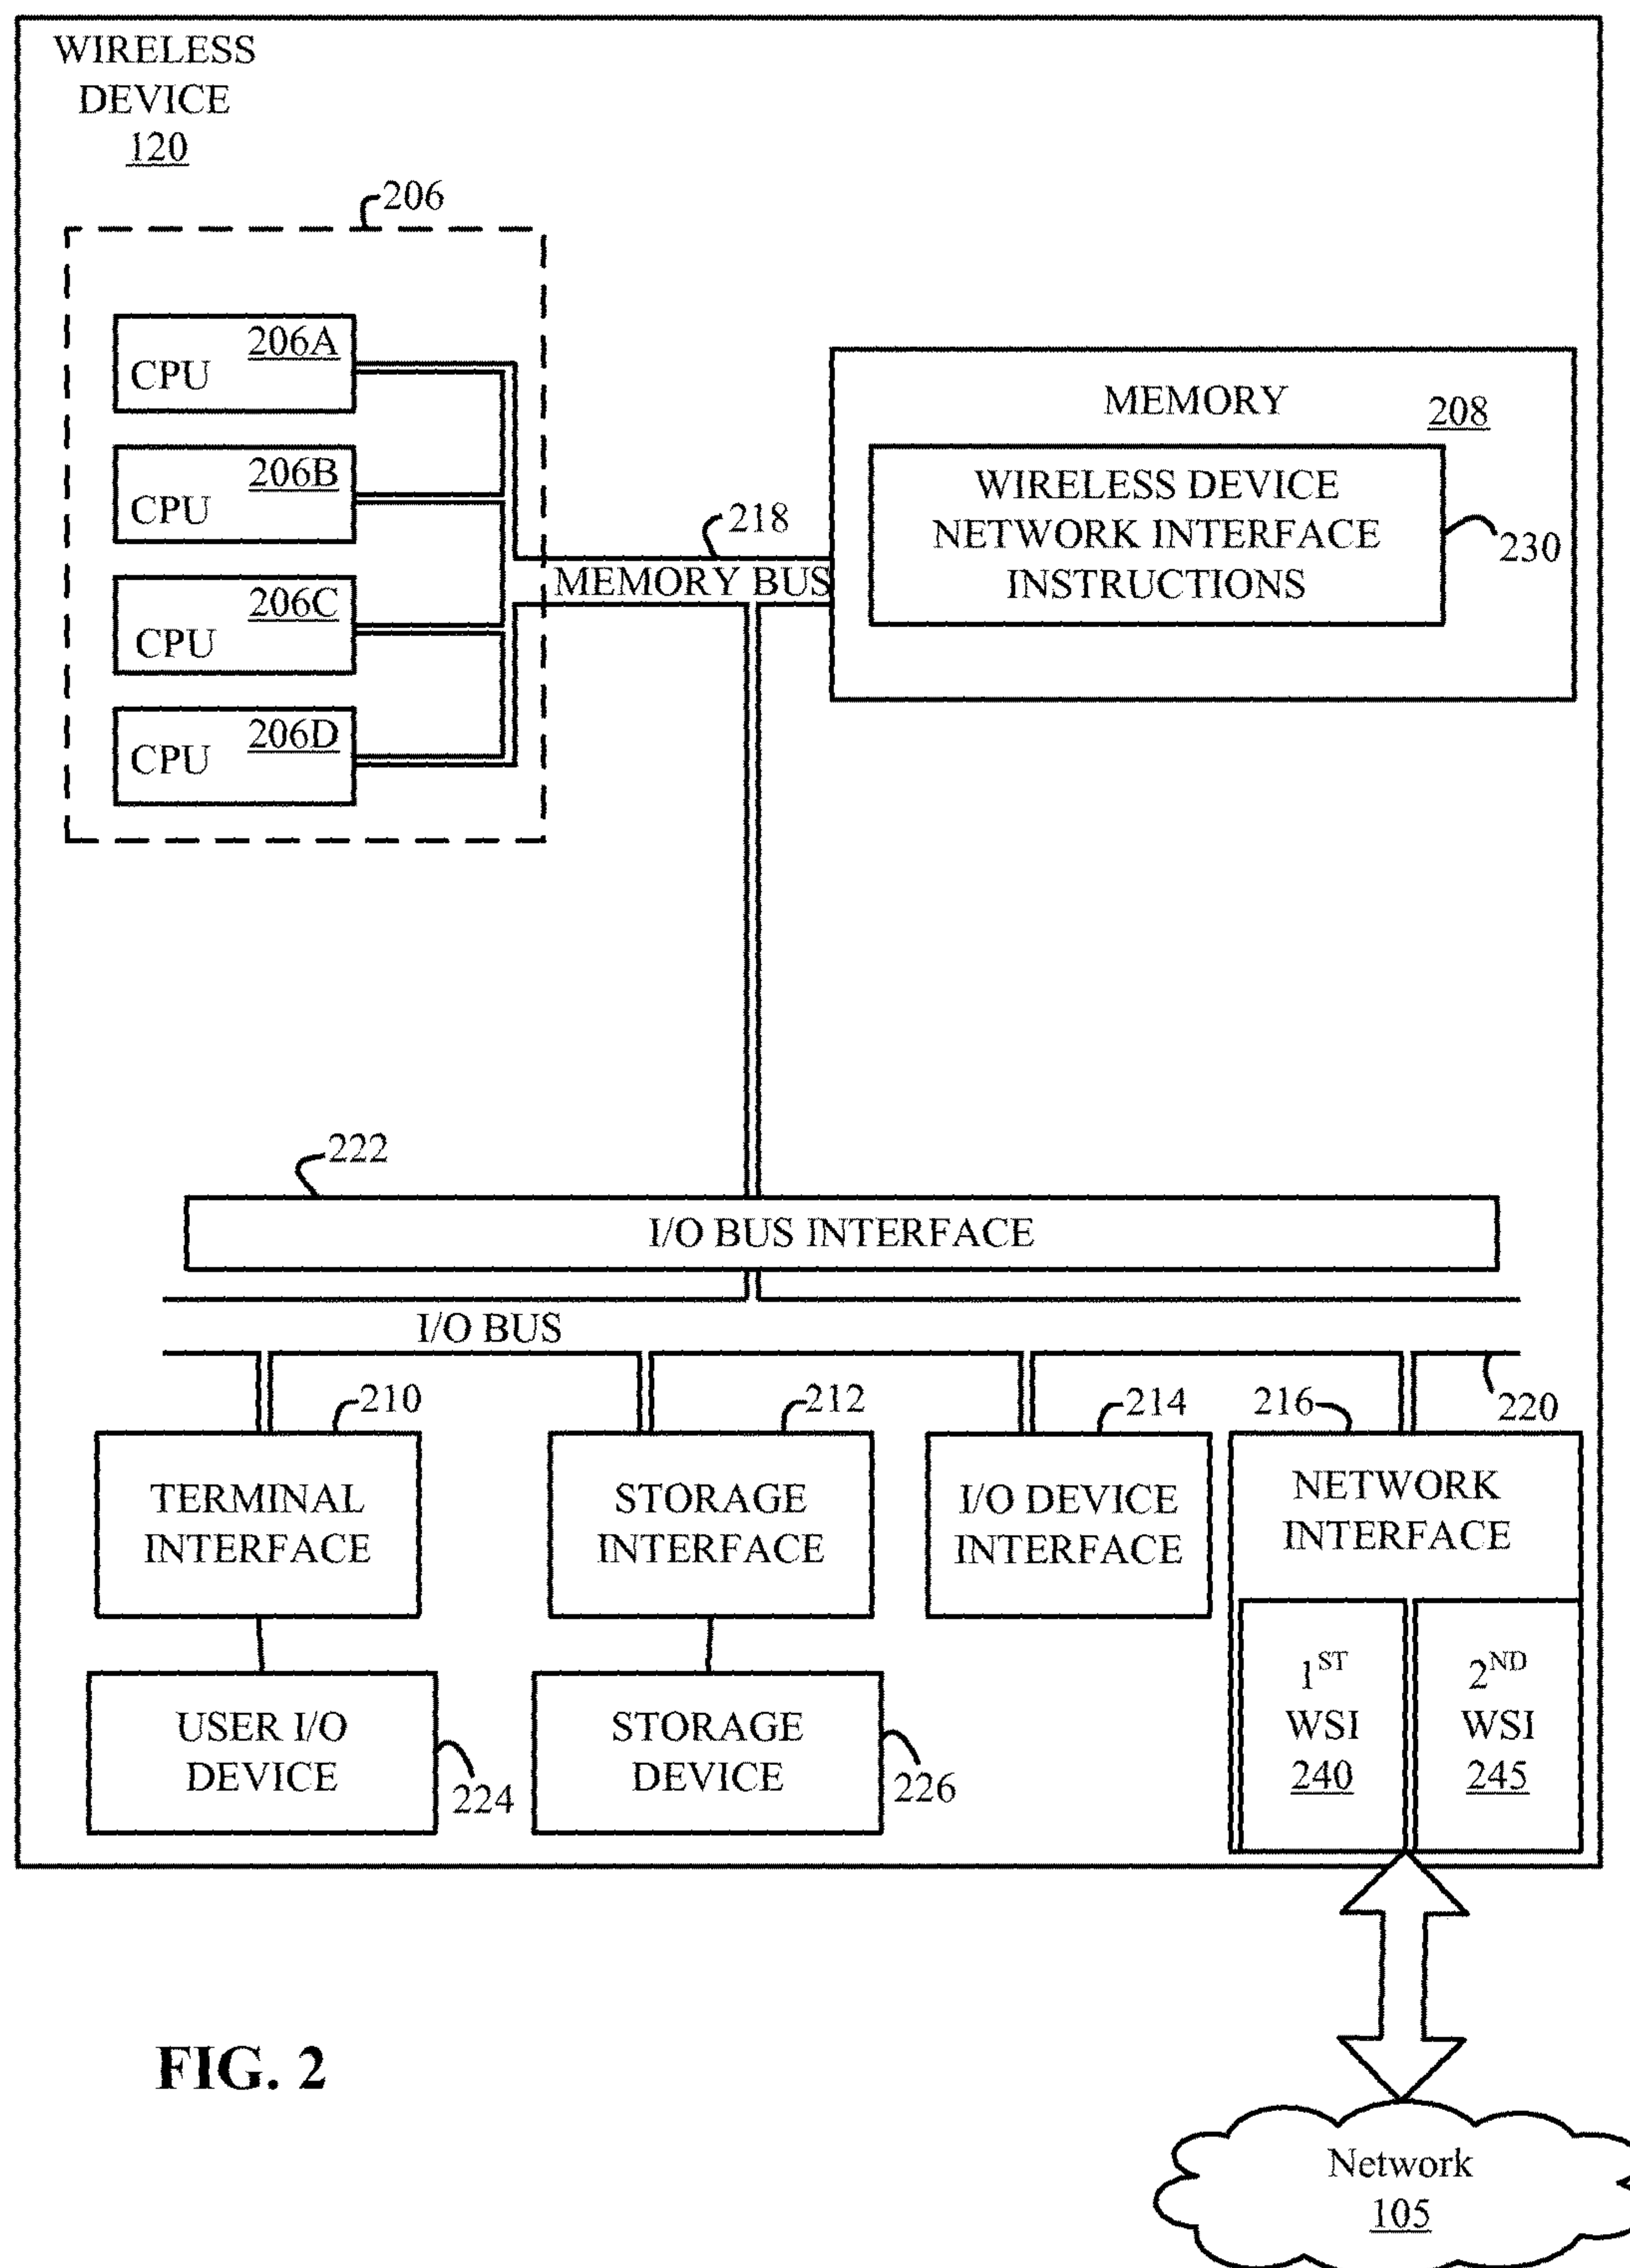 WIRELESS
DEVICE
120
206
CPU 206A
CPU 206B
CPU 206C
CPU 206D
218
MEMORY BUS
MEMORY
208
WIRELESS DEVICE
NETWORK INTERFACE
INSTRUCTIONS
230
222
I/O BUS INTERFACE
I/O BUS
220
210
TERMINAL
INTERFACE
212
STORAGE
INTERFACE
214
I/O DEVICE
INTERFACE
216
NETWORK
INTERFACE
USER I/O
DEVICE
224
STORAGE
DEVICE
226
1ST
WSI
240
2ND
WSI
245
FIG. 2
Network
105